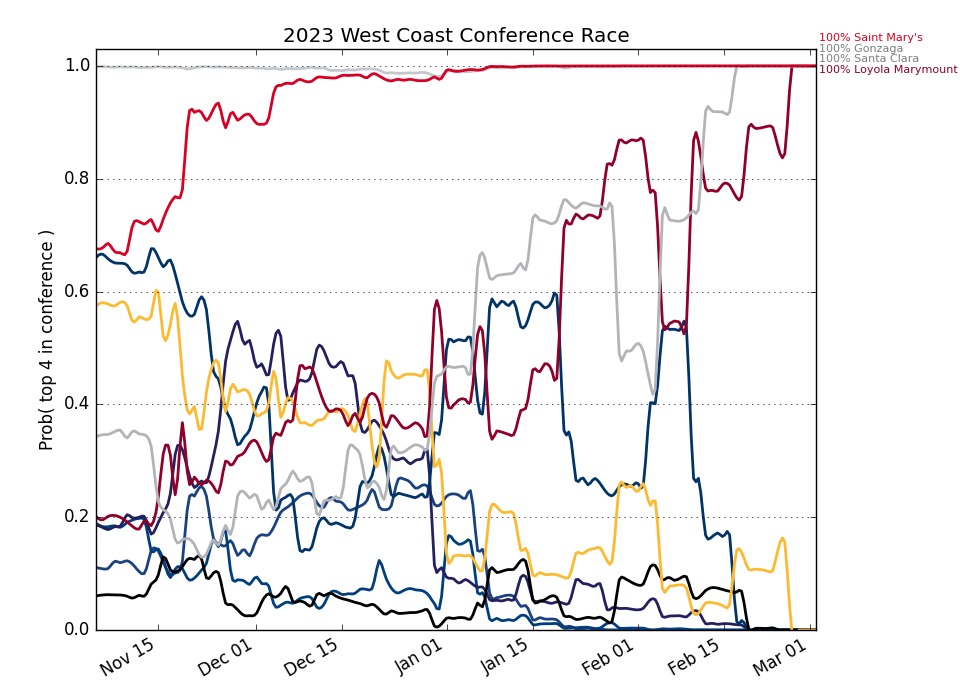 2023 West Coast Conference Race
100% Saint Mary's
100% Gonzaga
100% Santa Clara
100% Loyola Marymount
Prob( top 4 in conference )
1.0
0.8
0.6
0.4
0.2
0.0
Nov 15
Dec 01
Dec 15
Jan 01
Jan 15
Feb 01
Feb 15
Mar 01